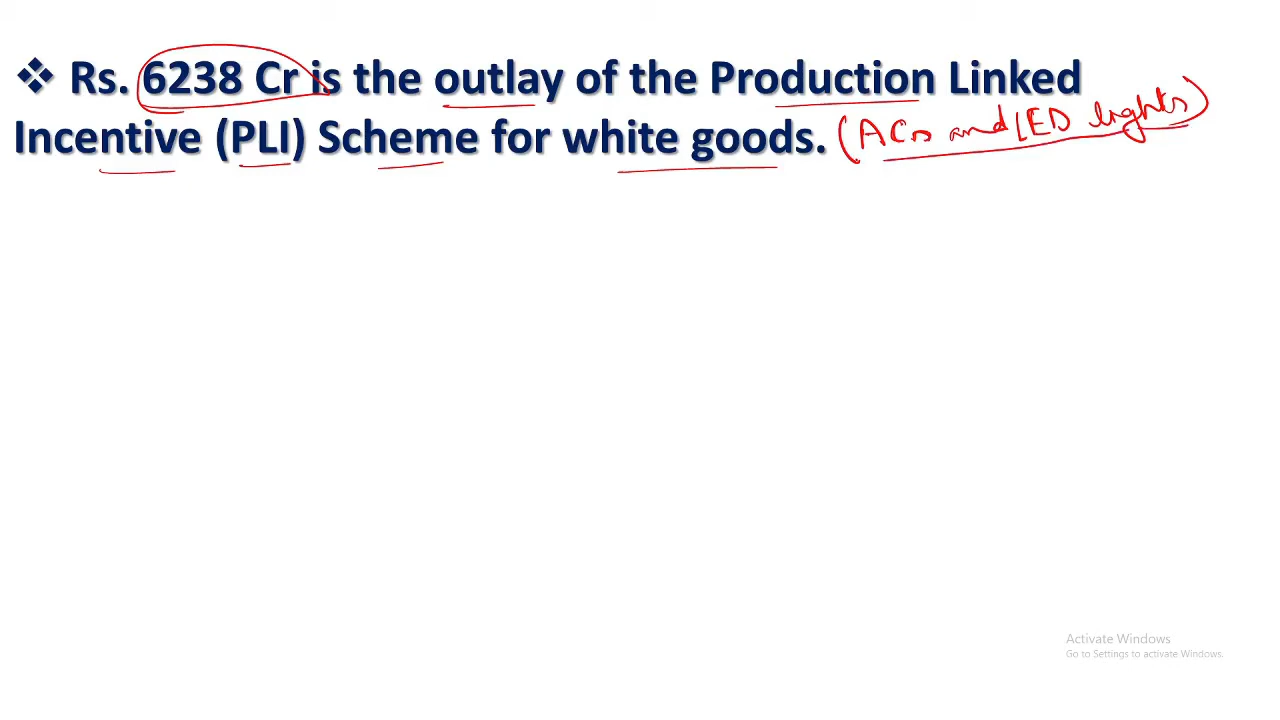 ❖ Rs. 6238 Cr is the outlay of the Production Linked
Incentive (PLI) Scheme for white goods. (ACs and LED lights)
Activate Windows
Go to Settings to activate Windows.